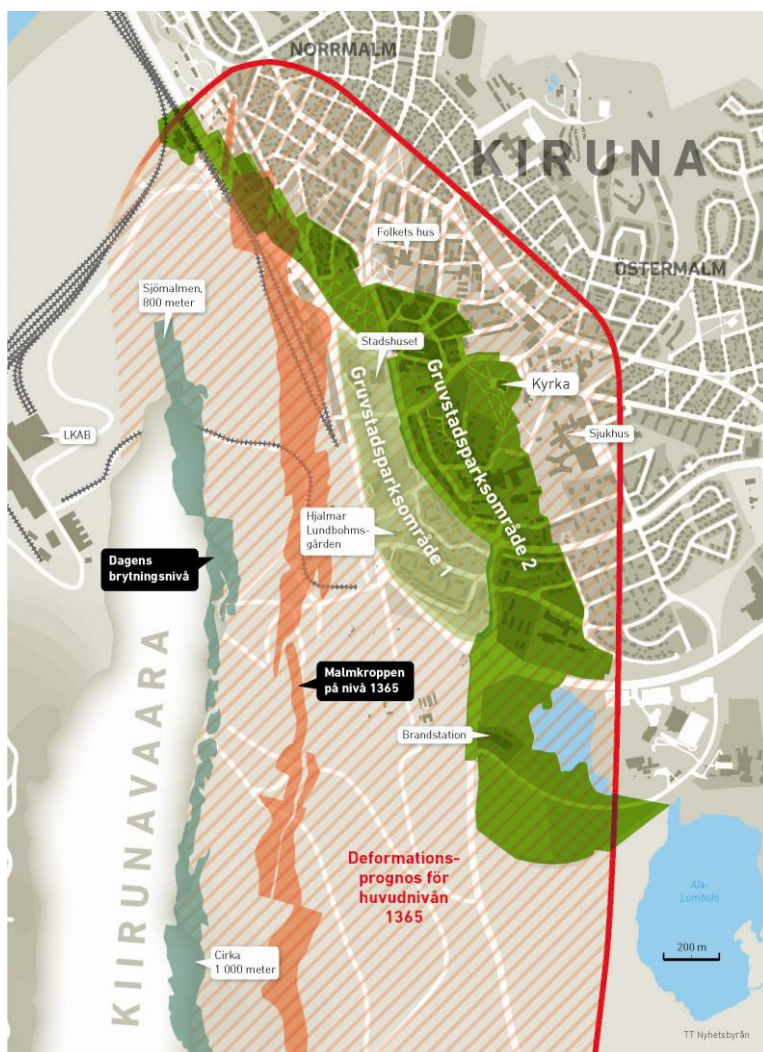 NORRMALM
KIRUNA
Folkets hus
ÖSTERMALM
Sjömalmen,
800 meter
Stadshuset
Kyrka
Gruvstadsparksområde 1
Gruvstadsparksområde 2
LKAB
Sjukhus
Hjalmar
Lundbohms-
gården
Dagens
brytningsnivå
Malmkroppen
på nivå 1365
Brandstation
KIIRUNAVAARA
Deformations-
prognos för
huvudnivån
1365
Ala-
Lombolo
Cirka
1 000 meter
200 m
TT Nyhetsbyrån